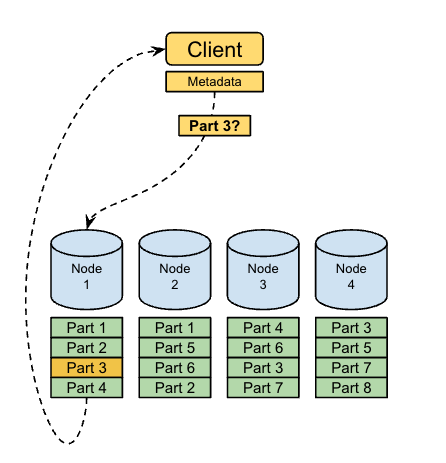 Client
Metadata
Part 3?
Node
1
Node
2
Node
3
Node
4
Part 1
Part 2
Part 3
Part 4
Part 1
Part 5
Part 6
Part 2
Part 4
Part 6
Part 3
Part 7
Part 3
Part 5
Part 7
Part 8